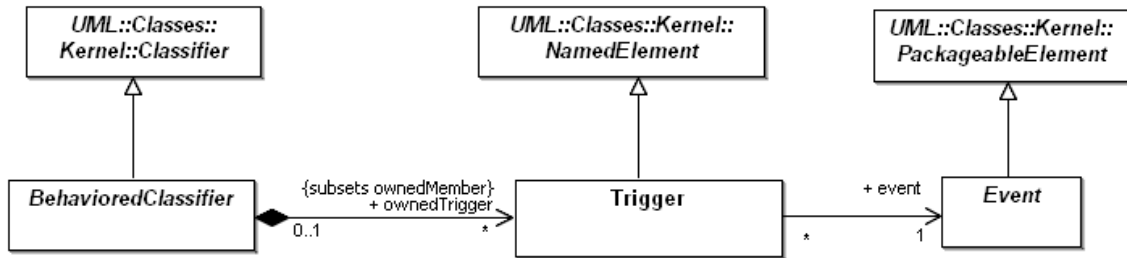 UML::Classes::
Kernel::Classifier
UML::Classes::Kernel::
NamedElement
UML::Classes::Kernel::
PackageableElement
BehavioredClassifier
{subsets ownedMember}
+ ownedTrigger
0..1
*
Trigger
+ event
*
1
Event